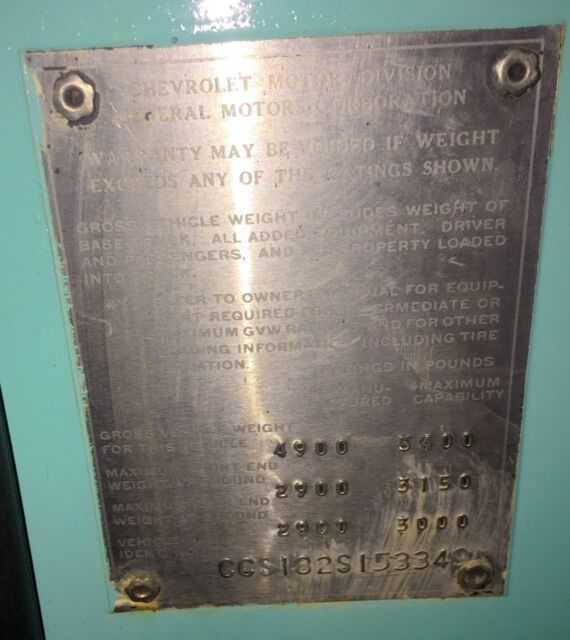 CHEVROLET MOTOR DIVISION
GENERAL MOTORS CORPORATION
WARRANTY MAY BE VOIDED IF WEIGHT
EXCEEDS ANY OF THE RATINGS SHOWN.
GROSS VEHICLE WEIGHT INCLUDES WEIGHT OF
BASE TRUCK, ALL ADDED EQUIPMENT, DRIVER
AND PASSENGERS, AND ALL PROPERTY LOADED
INTO TRUCK.
* REFER TO OWNER'S MANUAL FOR EQUIP-
MENT REQUIRED FOR INTERMEDIATE OR
MAXIMUM GVW RATINGS AND FOR OTHER
LOADING INFORMATION, INCLUDING TIRE
RATINGS IN POUNDS
*MAXIMUM
CAPABILITY
GROSS VEHICLE WEIGHT
FOR THIS VEHICLE 4900 5400
MAXIMUM FRONT END
WEIGHT AT GROUND 2900 3150
MAXIMUM REAR END
WEIGHT AT GROUND 2900 3000
VEHICLE
IDENT. NO. CCS182S15334